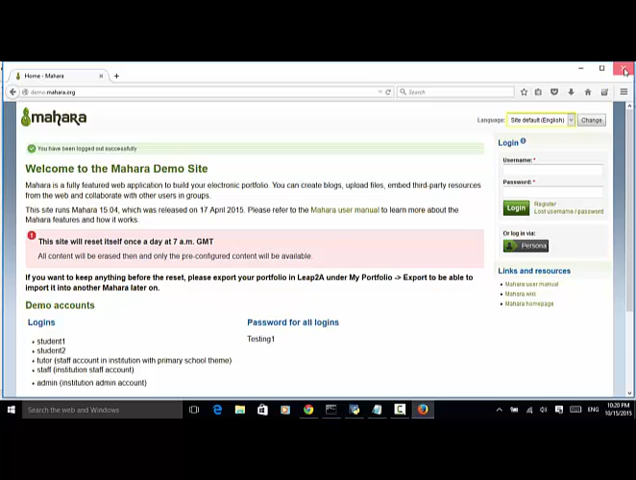 Home - Mahara
demo.mahara.org
Search
mahara
Language: Site default (English) Change
You have been logged out successfully
Welcome to the Mahara Demo Site
Mahara is a fully featured web application to build your electronic portfolio. You can create blogs, upload files, embed third-party resources
from the web and collaborate with other users in groups.
This site runs Mahara 15.04, which was released on 17 April 2015. Please refer to the Mahara user manual to learn more about the
Mahara features and how it works.
This site will reset itself once a day at 7 a.m. GMT
All content will be erased then and only the pre-configured content will be available.
If you want to keep anything before the reset, please export your portfolio in Leap2A under My Portfolio -> Export to be able to
import it into another Mahara later on.
Demo accounts
Logins
student1
student2
tutor (staff account in institution with primary school theme)
staff (institution staff account)
admin (institution admin account)
Password for all logins
Testing1
Login
Username: *
Password: *
Login
Register
Lost username / password
Or log in via:
Persona
Links and resources
Mahara user manual
Mahara wiki
Mahara homepage
Search the web and Windows
ENG
10:20 PM
10/15/2015